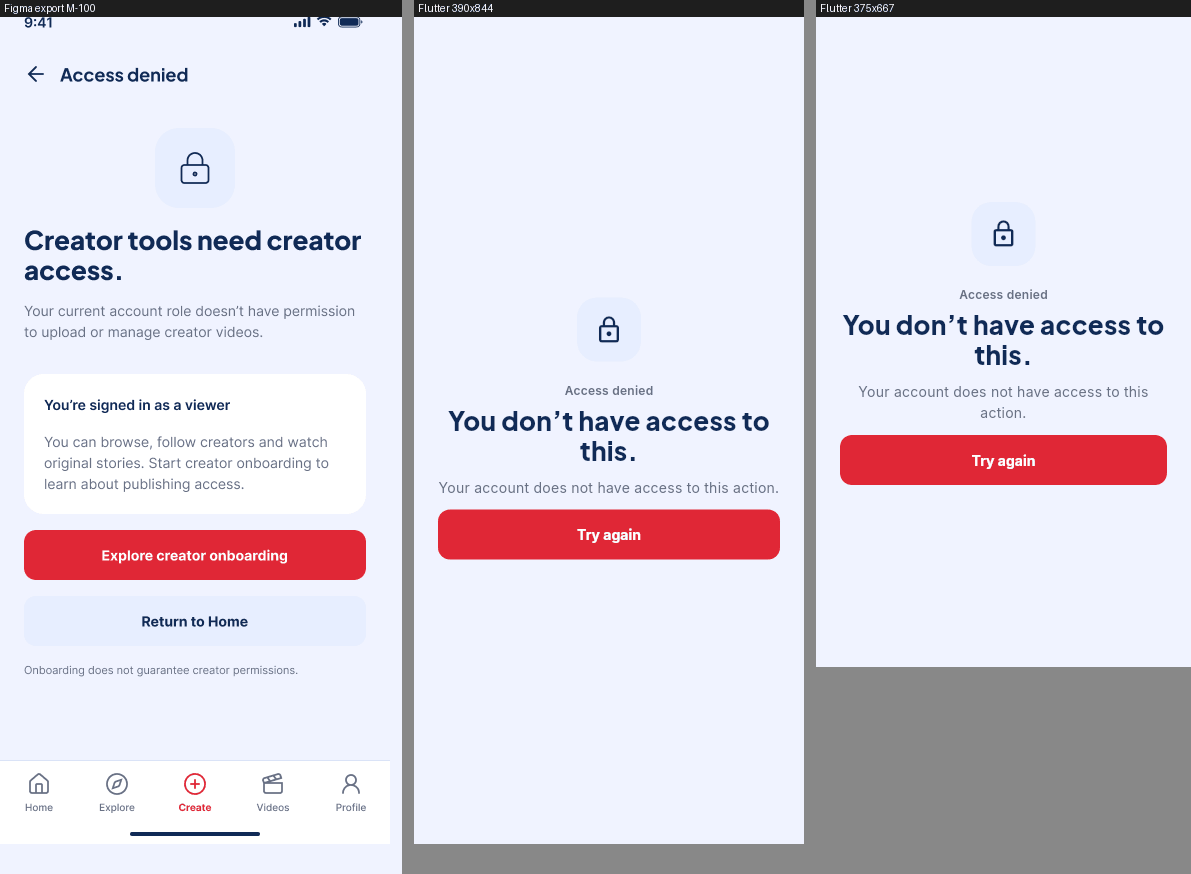 Figma export M-100
9:41
Access denied
Creator tools need creator
access.
Your current account role doesn’t have permission
to upload or manage creator videos.
You’re signed in as a viewer
You can browse, follow creators and watch
original stories. Start creator onboarding to
learn about publishing access.
Explore creator onboarding
Return to Home
Onboarding does not guarantee creator permissions.
Home
Explore
Create
Videos
Profile
Flutter 390x844
Access denied
You don’t have access to
this.
Your account does not have access to this action.
Try again
Flutter 375x667
Access denied
You don’t have access to
this.
Your account does not have access to this
action.
Try again